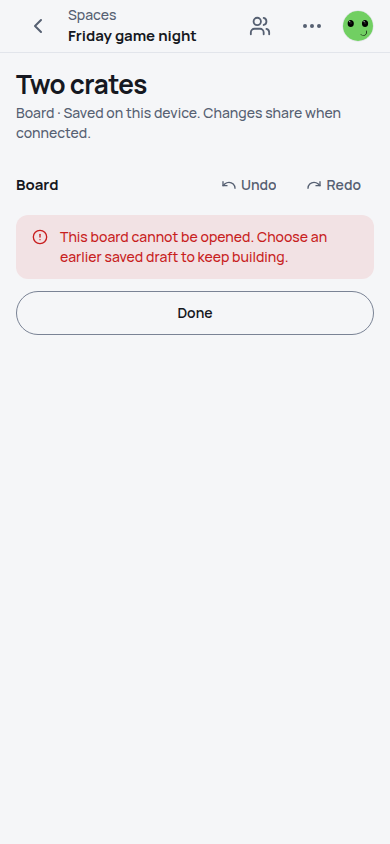 Spaces
Friday game night
Two crates
Board · Saved on this device. Changes share when
connected.
Board
Undo
Redo
This board cannot be opened. Choose an
earlier saved draft to keep building.
Done